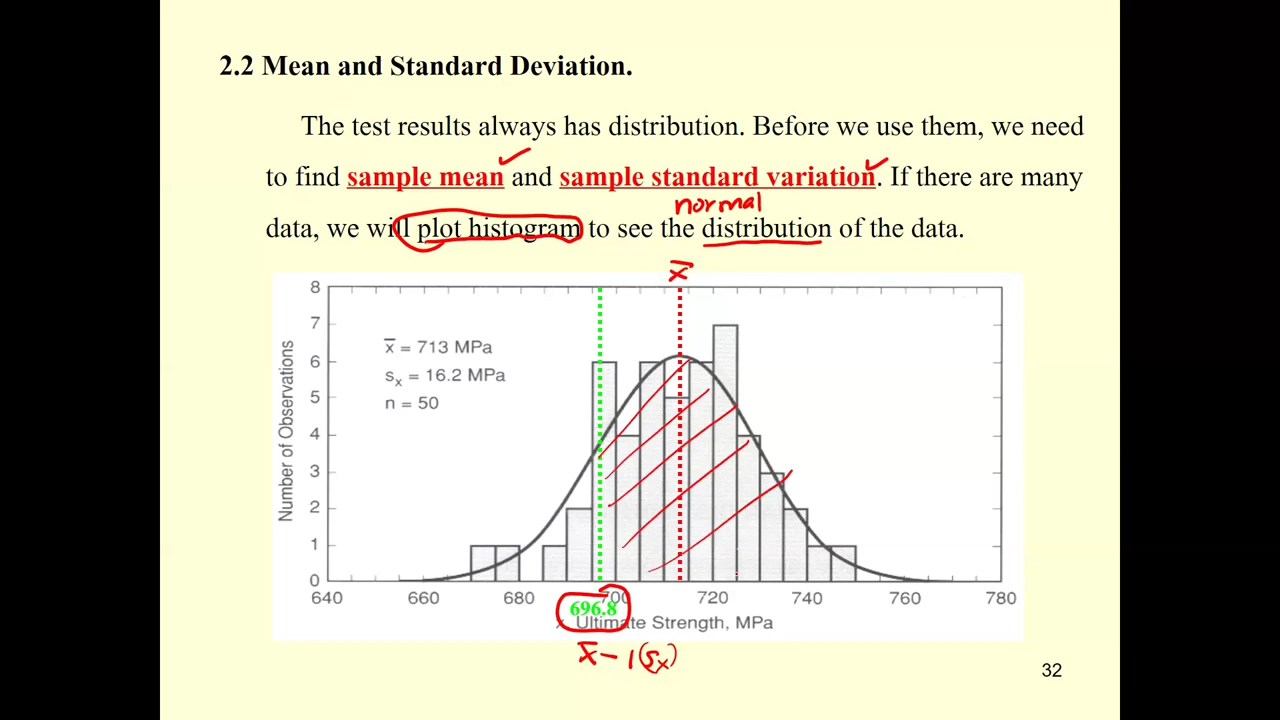 2.2 Mean and Standard Deviation.
The test results always has distribution. Before we use them, we need
to find sample mean and sample standard variation. If there are many
normal
data, we will plot histogram to see the distribution of the data.
x̅
8
7
6
5
4
3
2
1
0
Number of Observations
x̅ = 713 MPa
sₓ = 16.2 MPa
n = 50
640 660 680 700 720 740 760 780
696.8
x, Ultimate Strength, MPa
x̅ - 1(sₓ)
32